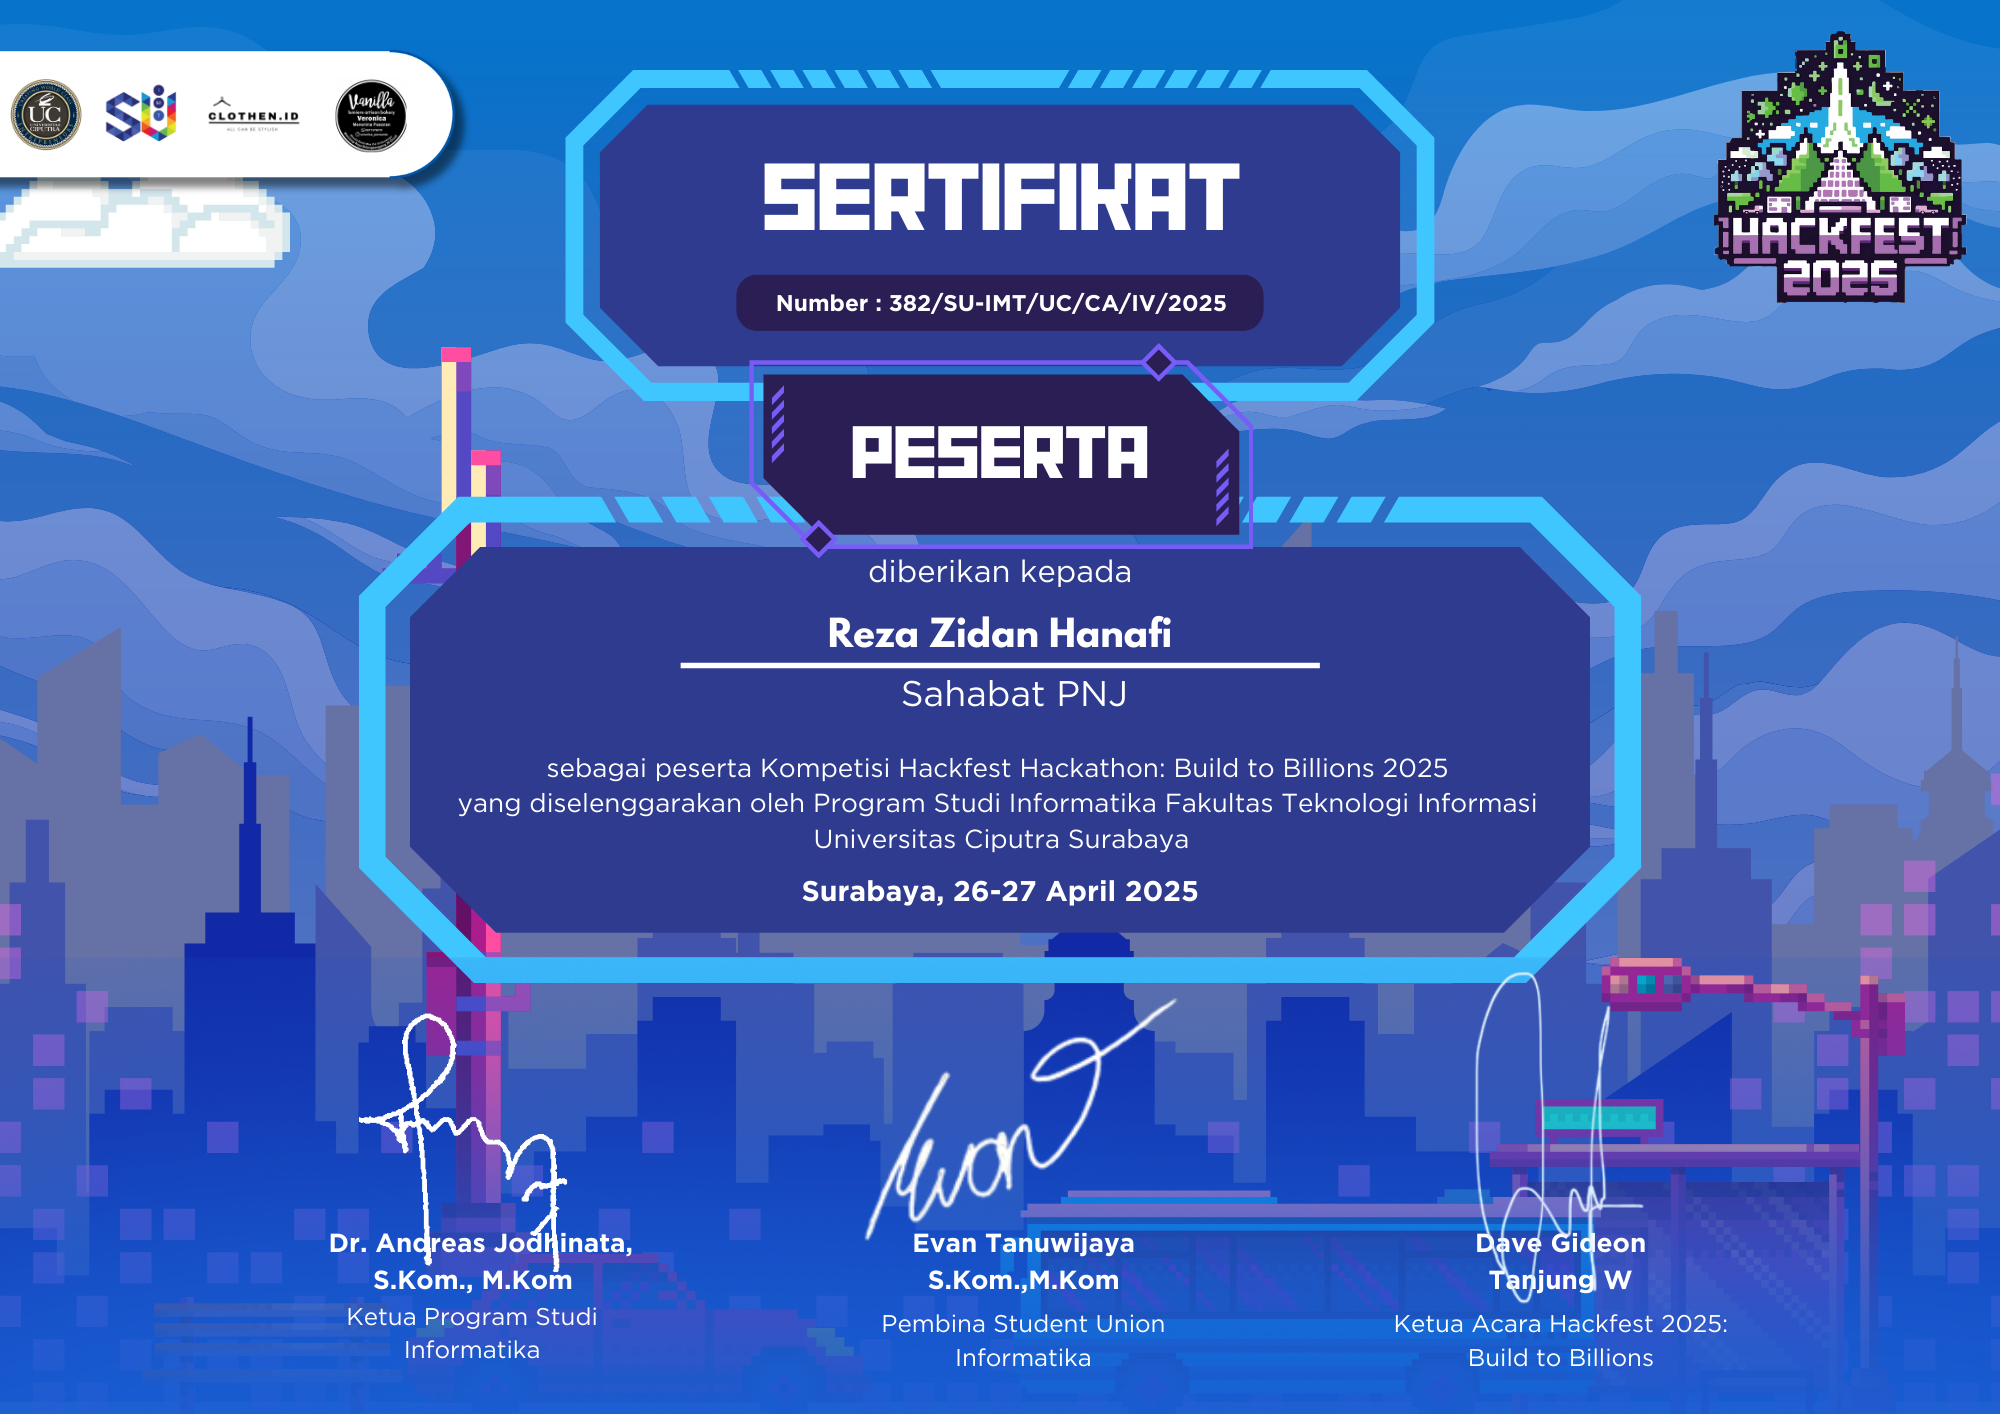 UC
UNIVERSITAS
CIPUTRA
SU
IMT
CLOTHEN.ID
ALL CAN BE STYLISH
Vanilla
Veronica
HACKFEST
2025
SERTIFIKAT
Number : 382/SU-IMT/UC/CA/IV/2025
PESERTA
diberikan kepada
Reza Zidan Hanafi
Sahabat PNJ
sebagai peserta Kompetisi Hackfest Hackathon: Build to Billions 2025
yang diselenggarakan oleh Program Studi Informatika Fakultas Teknologi Informasi
Universitas Ciputra Surabaya
Surabaya, 26-27 April 2025
Evan
Dr. Andreas Jodhinata,
S.Kom., M.Kom
Ketua Program Studi
Informatika
Evan Tanuwijaya
S.Kom.,M.Kom
Pembina Student Union
Informatika
Dave Gideon
Tanjung W
Ketua Acara Hackfest 2025:
Build to Billions